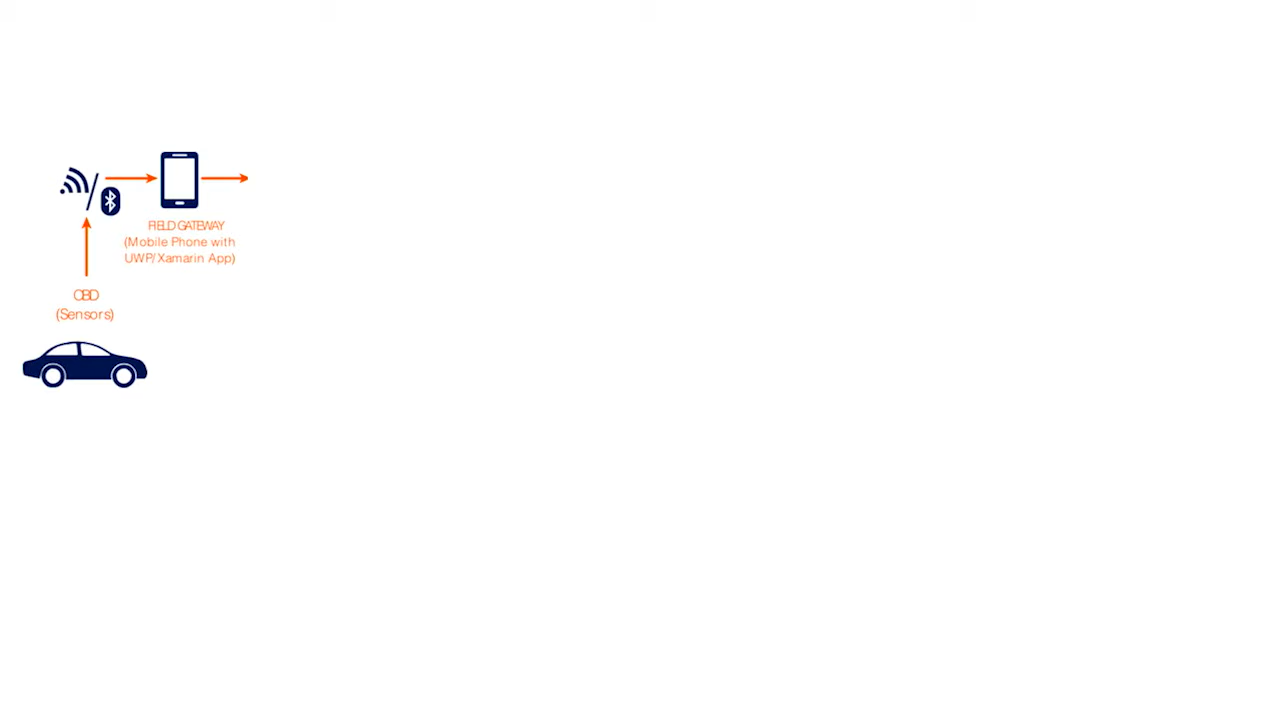 FIELD GATEWAY
(Mobile Phone with
UWP/Xamarin App)
OBD
(Sensors)